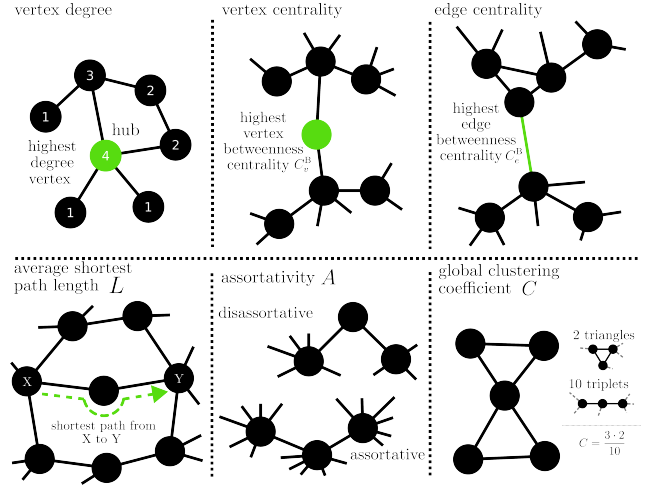 vertex degree
3
2
1
hub
highest
degree
vertex
4
2
1
1
vertex centrality
highest
vertex
betweenness
centrality C_v^B
edge centrality
highest
edge
betweenness
centrality C_e^B
average shortest
path length L
X
Y
shortest path from
X to Y
assortativity A
disassortative
assortative
global clustering
coefficient C
2 triangles
10 triplets
C = 3 · 2 / 10